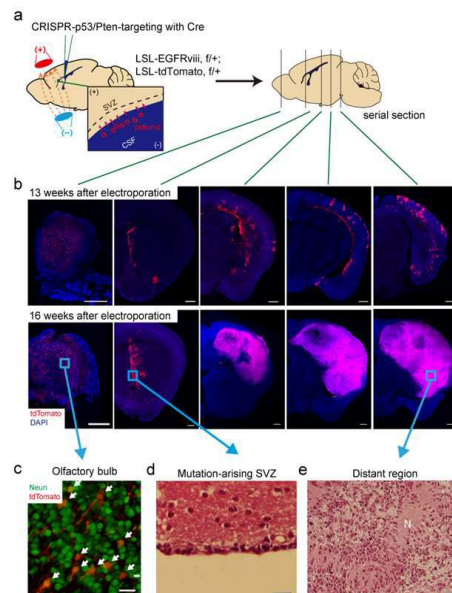 a
CRISPR-p53/Pten-targeting with Cre
(+)
LSL-EGFRviii, f/+;
LSL-tdTomato, f/+
(+)
SVZ
CSF
(-)
(-)
serial section
b
13 weeks after electroporation
16 weeks after electroporation
tdTomato
DAPI
c
Olfactory bulb
Neun
tdTomato
d
Mutation-arising SVZ
e
Distant region
N